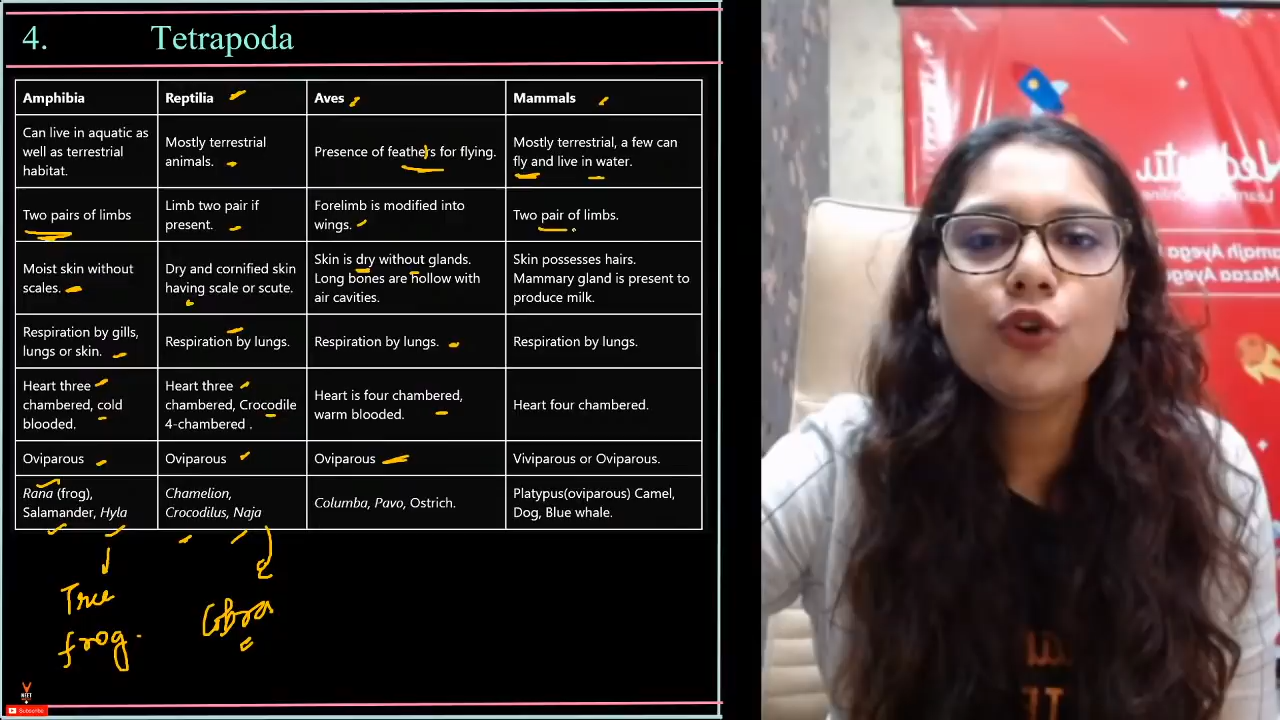 4. Tetrapoda
Amphibia
Reptilia
Aves
Mammals
Can live in aquatic as
well as terrestrial
habitat.
Mostly terrestrial
animals.
Presence of feathers for flying.
Mostly terrestrial, a few can
fly and live in water.
Two pairs of limbs
Limb two pair if
present.
Forelimb is modified into
wings.
Two pair of limbs.
Moist skin without
scales.
Dry and cornified skin
having scale or scute.
Skin is dry without glands.
Long bones are hollow with
air cavities.
Skin possesses hairs.
Mammary gland is present to
produce milk.
Respiration by gills,
lungs or skin.
Respiration by lungs.
Respiration by lungs.
Respiration by lungs.
Heart three
chambered, cold
blooded.
Heart three
chambered, Crocodile
4-chambered .
Heart is four chambered,
warm blooded.
Heart four chambered.
Oviparous
Oviparous
Oviparous
Viviparous or Oviparous.
Rana (frog),
Salamander, Hyla
Chamelion,
Crocodilus, Naja
Columba, Pavo, Ostrich.
Platypus(oviparous) Camel,
Dog, Blue whale.
Tree
frog.
Cobra
NEET
Subscribe